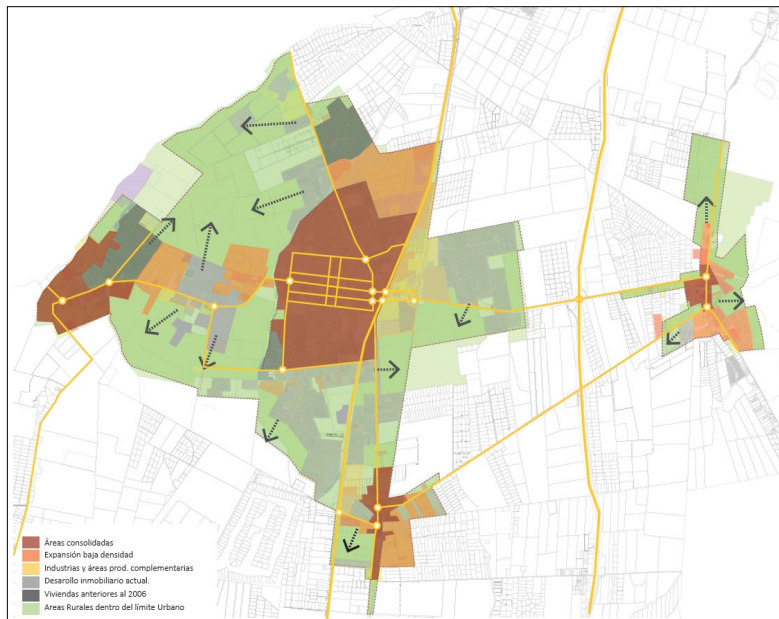 Áreas consolidadas
Expansión baja densidad
Industrias y áreas prod. complementarias
Desarollo inmobiliario actual.
Viviendas anteriores al 2006
Areas Rurales dentro del límite Urbano